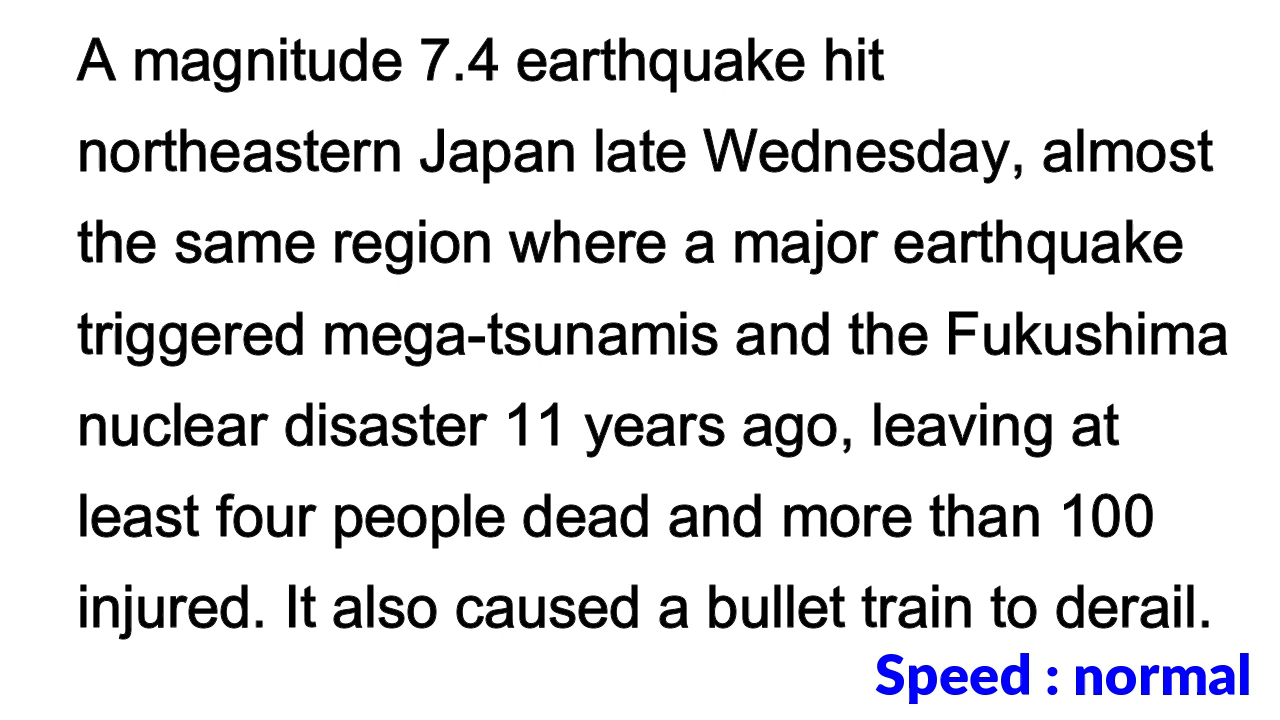 A magnitude 7.4 earthquake hit
northeastern Japan late Wednesday, almost
the same region where a major earthquake
triggered mega-tsunamis and the Fukushima
nuclear disaster 11 years ago, leaving at
least four people dead and more than 100
injured. It also caused a bullet train to derail.
Speed : normal